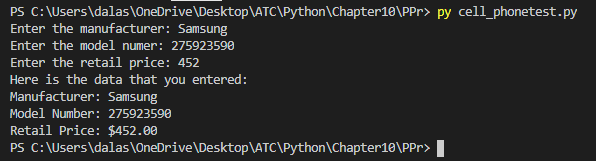 PS C:\Users\dalas\OneDrive\Desktop\ATC\Python\Chapter10\PPr> py cell_phonetest.py
Enter the manufacturer: Samsung
Enter the model numer: 275923590
Enter the retail price: 452
Here is the data that you entered:
Manufacturer: Samsung
Model Number: 275923590
Retail Price: $452.00
PS C:\Users\dalas\OneDrive\Desktop\ATC\Python\Chapter10\PPr>